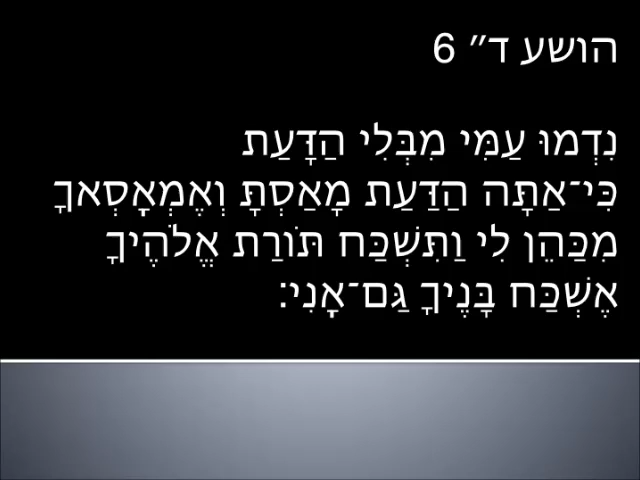 הושע ד״ 6
נִדְמוּ עַמִּי מִבְּלִי הַדָּעַת
כִּי־אַתָּה הַדַּעַת מָאַסְתָּ וְאֶמְאָסְאךָ
מִכַּהֵן לִי וַתִּשְׁכַּח תּוֹרַת אֱלֹהֶיךָ
אֶשְׁכַּח בָּנֶיךָ גַּם־אָנִי׃